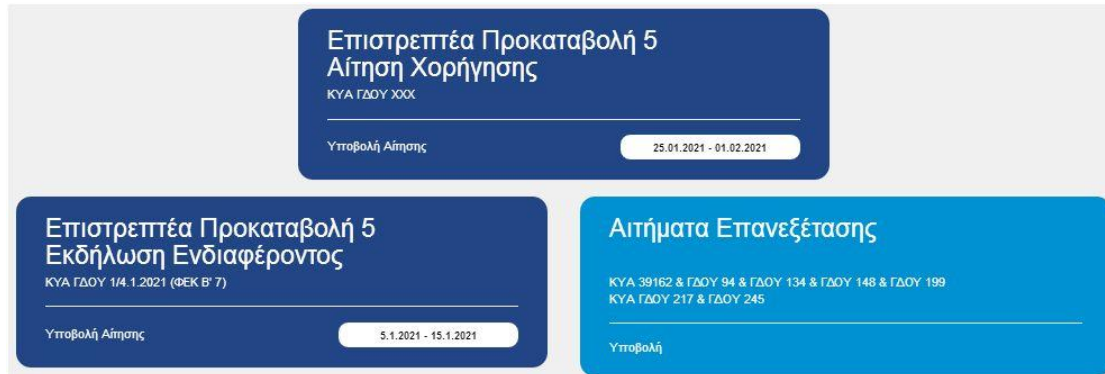 Επιστρεπτέα Προκαταβολή 5
Αίτηση Χορήγησης
ΚΥΑ ΓΔΟΥ ΧΧΧ
Υποβολή Αίτησης
25.01.2021 - 01.02.2021
Επιστρεπτέα Προκαταβολή 5
Εκδήλωση Ενδιαφέροντος
ΚΥΑ ΓΔΟΥ 1/4.1.2021 (ΦΕΚ Β' 7)
Υποβολή Αίτησης
5.1.2021 - 15.1.2021
Αιτήματα Επανεξέτασης
ΚΥΑ 39162 & ΓΔΟΥ 94 & ΓΔΟΥ 134 & ΓΔΟΥ 148 & ΓΔΟΥ 199
ΚΥΑ ΓΔΟΥ 217 & ΓΔΟΥ 245
Υποβολή